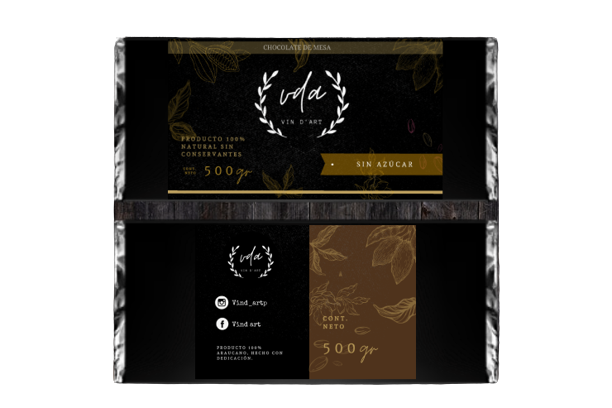 CHOCOLATE DE MESA
vda
VIN D'ART
PRODUCTO 100%
NATURAL SIN
CONSERVANTES
CONT.
NETO
500gr
• SIN AZÚCAR
vda
VIN D'ART
Vind_artp
Vind art
PRODUCTO 100%
ARAUCANO, HECHO CON
DEDICACIÓN.
CONT.
NETO
500gr